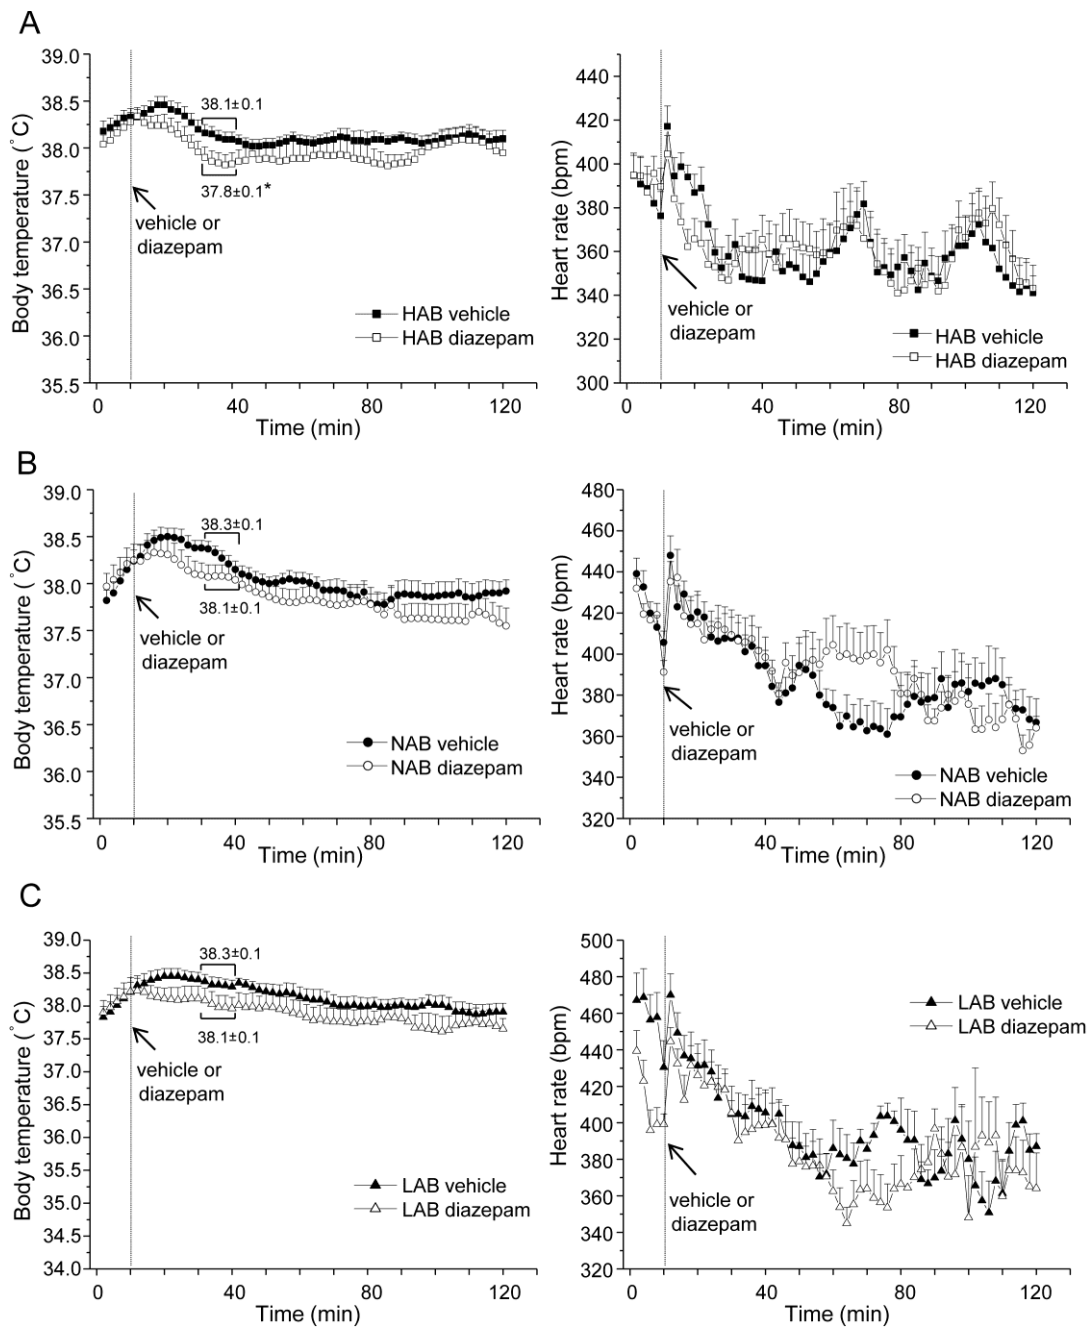 A
39.0
38.5
38.0
37.5
37.0
36.5
36.0
35.5
Body temperature (°C)
38.1±0.1
37.8±0.1*
vehicle or
diazepam
HAB vehicle
HAB diazepam
0 40 80 120
Time (min)
440
420
400
380
360
340
320
300
Heart rate (bpm)
vehicle or
diazepam
HAB vehicle
HAB diazepam
0 40 80 120
Time (min)
B
39.0
38.5
38.0
37.5
37.0
36.5
36.0
35.5
Body temperature (°C)
38.3±0.1
38.1±0.1
vehicle or
diazepam
NAB vehicle
NAB diazepam
0 40 80 120
Time (min)
480
460
440
420
400
380
360
340
320
Heart rate (bpm)
vehicle or
diazepam
NAB vehicle
NAB diazepam
0 40 80 120
Time (min)
C
39.0
38.5
38.0
37.5
37.0
36.5
36.0
35.5
35.0
34.5
34.0
Body temperature (°C)
38.3±0.1
38.1±0.1
vehicle or
diazepam
LAB vehicle
LAB diazepam
0 40 80 120
Time (min)
500
480
460
440
420
400
380
360
340
320
Heart rate (bpm)
LAB vehicle
LAB diazepam
vehicle or
diazepam
0 40 80 120
Time (min)